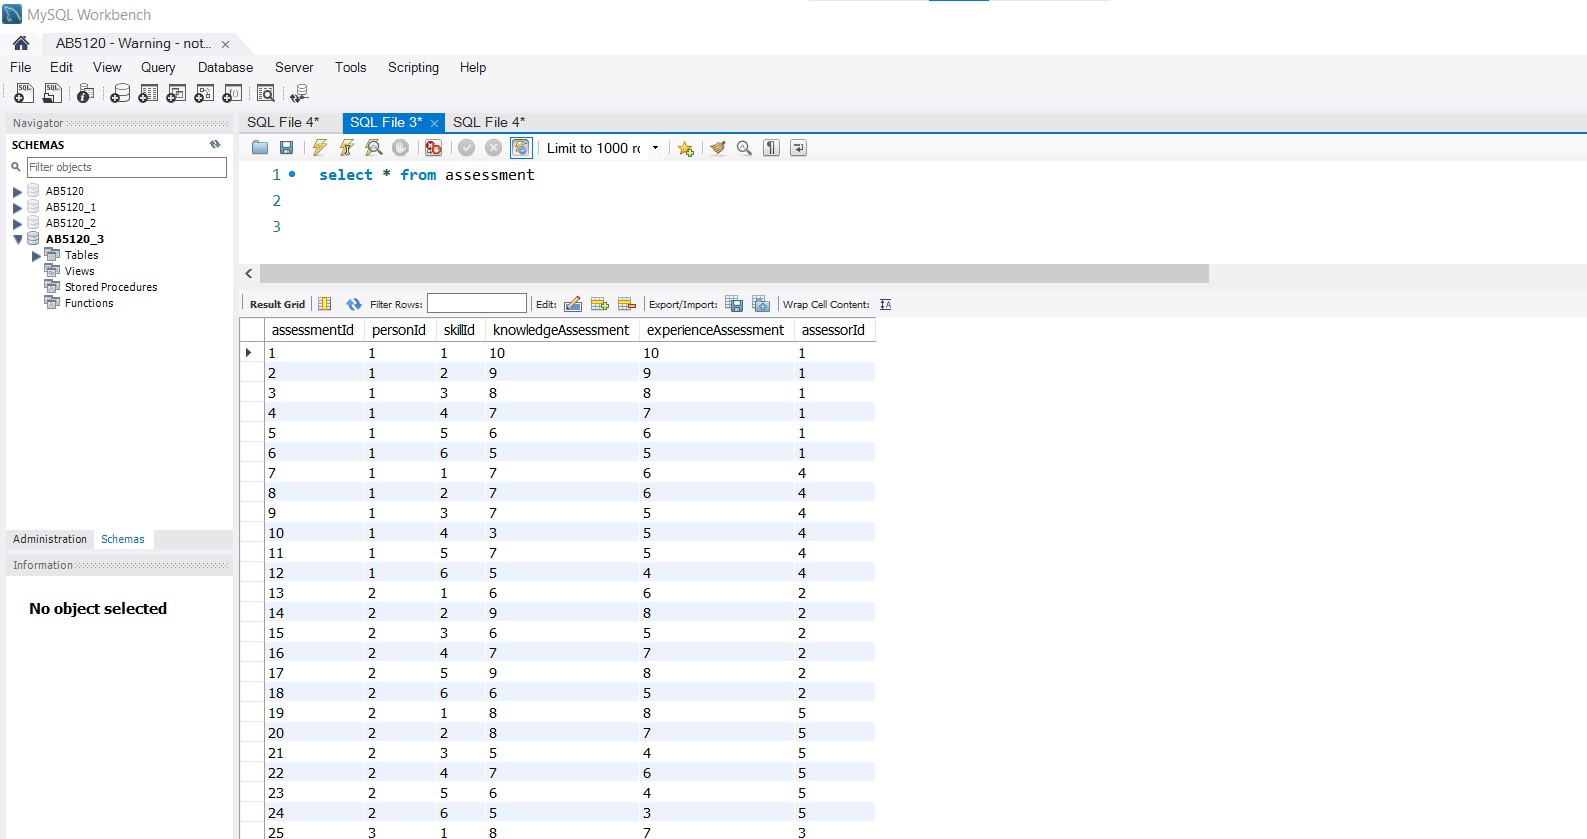 MySQL Workbench
AB5120 - Warning - not... ×
File Edit View Query Database Server Tools Scripting Help
Navigator
SCHEMAS
Filter objects
AB5120
AB5120_1
AB5120_2
AB5120_3
Tables
Views
Stored Procedures
Functions
Administration Schemas
Information
No object selected
SQL File 4* SQL File 3* × SQL File 4*
Limit to 1000 rc
1 select * from assessment
2
3
Result Grid Filter Rows: Edit: Export/Import: Wrap Cell Content:
assessmentId personId skillId knowledgeAssessment experienceAssessment assessorId
1 1 1 10 10 1
2 1 2 9 9 1
3 1 3 8 8 1
4 1 4 7 7 1
5 1 5 6 6 1
6 1 6 5 5 1
7 1 1 7 6 4
8 1 2 7 6 4
9 1 3 7 5 4
10 1 4 3 5 4
11 1 5 7 5 4
12 1 6 5 4 4
13 2 1 6 6 2
14 2 2 9 8 2
15 2 3 6 5 2
16 2 4 7 7 2
17 2 5 9 8 2
18 2 6 6 5 2
19 2 1 8 8 5
20 2 2 8 7 5
21 2 3 5 4 5
22 2 4 7 6 5
23 2 5 6 4 5
24 2 6 5 3 5
25 3 1 8 7 3